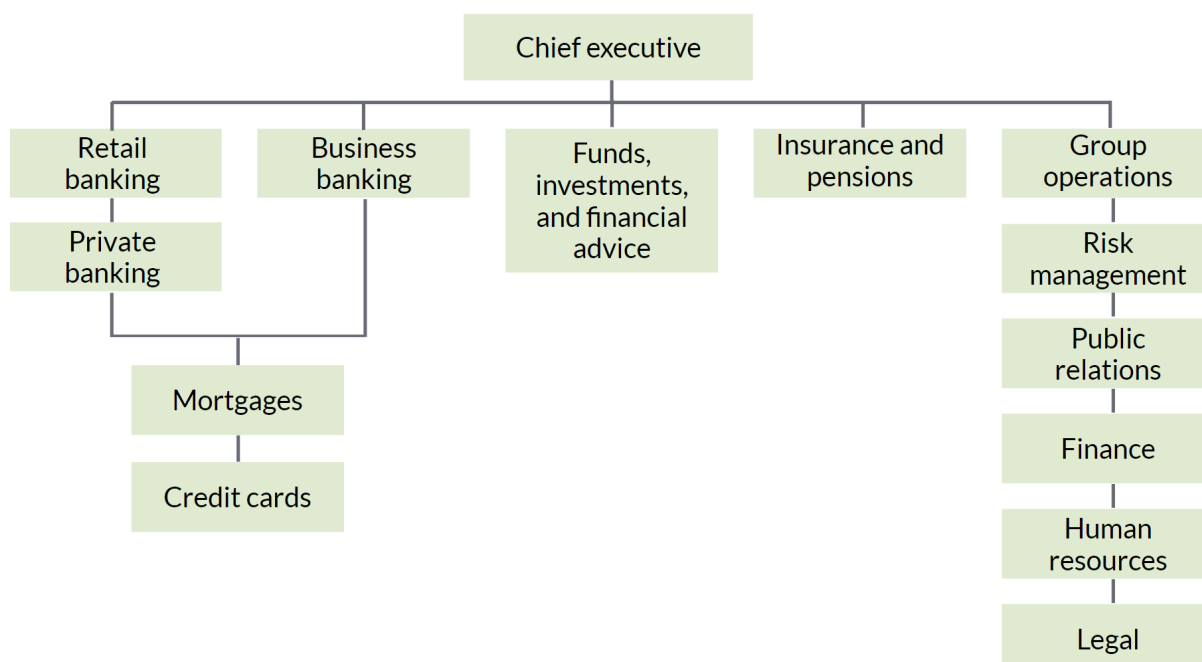 Chief executive
Retail
banking
Business
banking
Funds,
investments,
and financial
advice
Insurance and
pensions
Group
operations
Private
banking
Risk
management
Public
relations
Mortgages
Finance
Credit cards
Human
resources
Legal